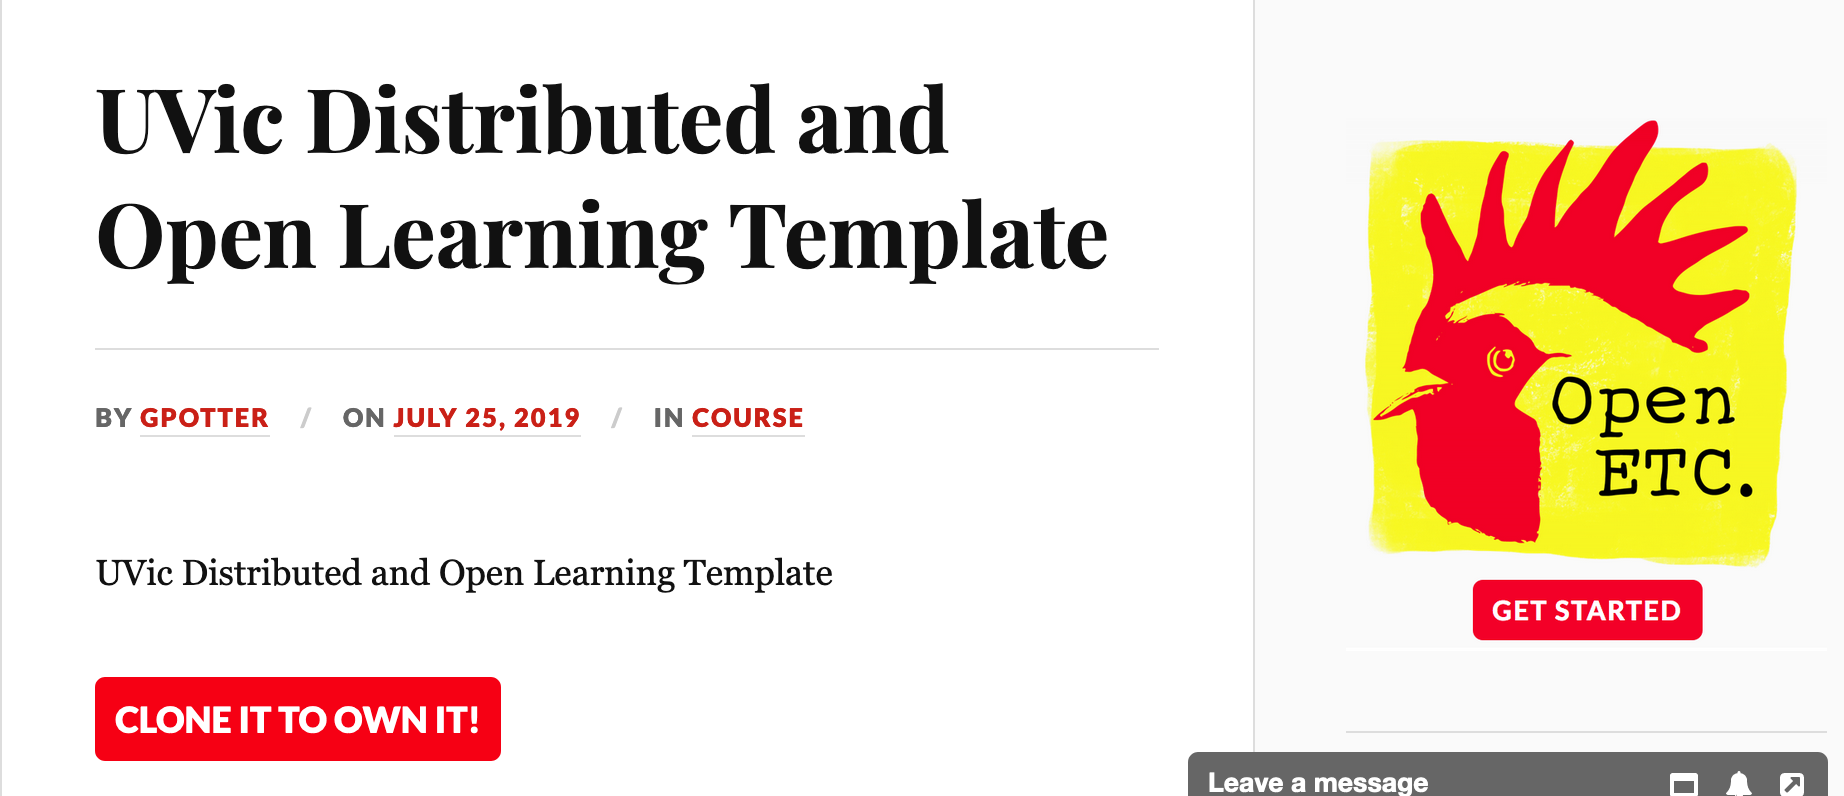 UVic Distributed and
Open Learning Template
BY GPOTTER / ON JULY 25, 2019 / IN COURSE
UVic Distributed and Open Learning Template
CLONE IT TO OWN IT!
Open
ETC.
GET STARTED
Leave a message